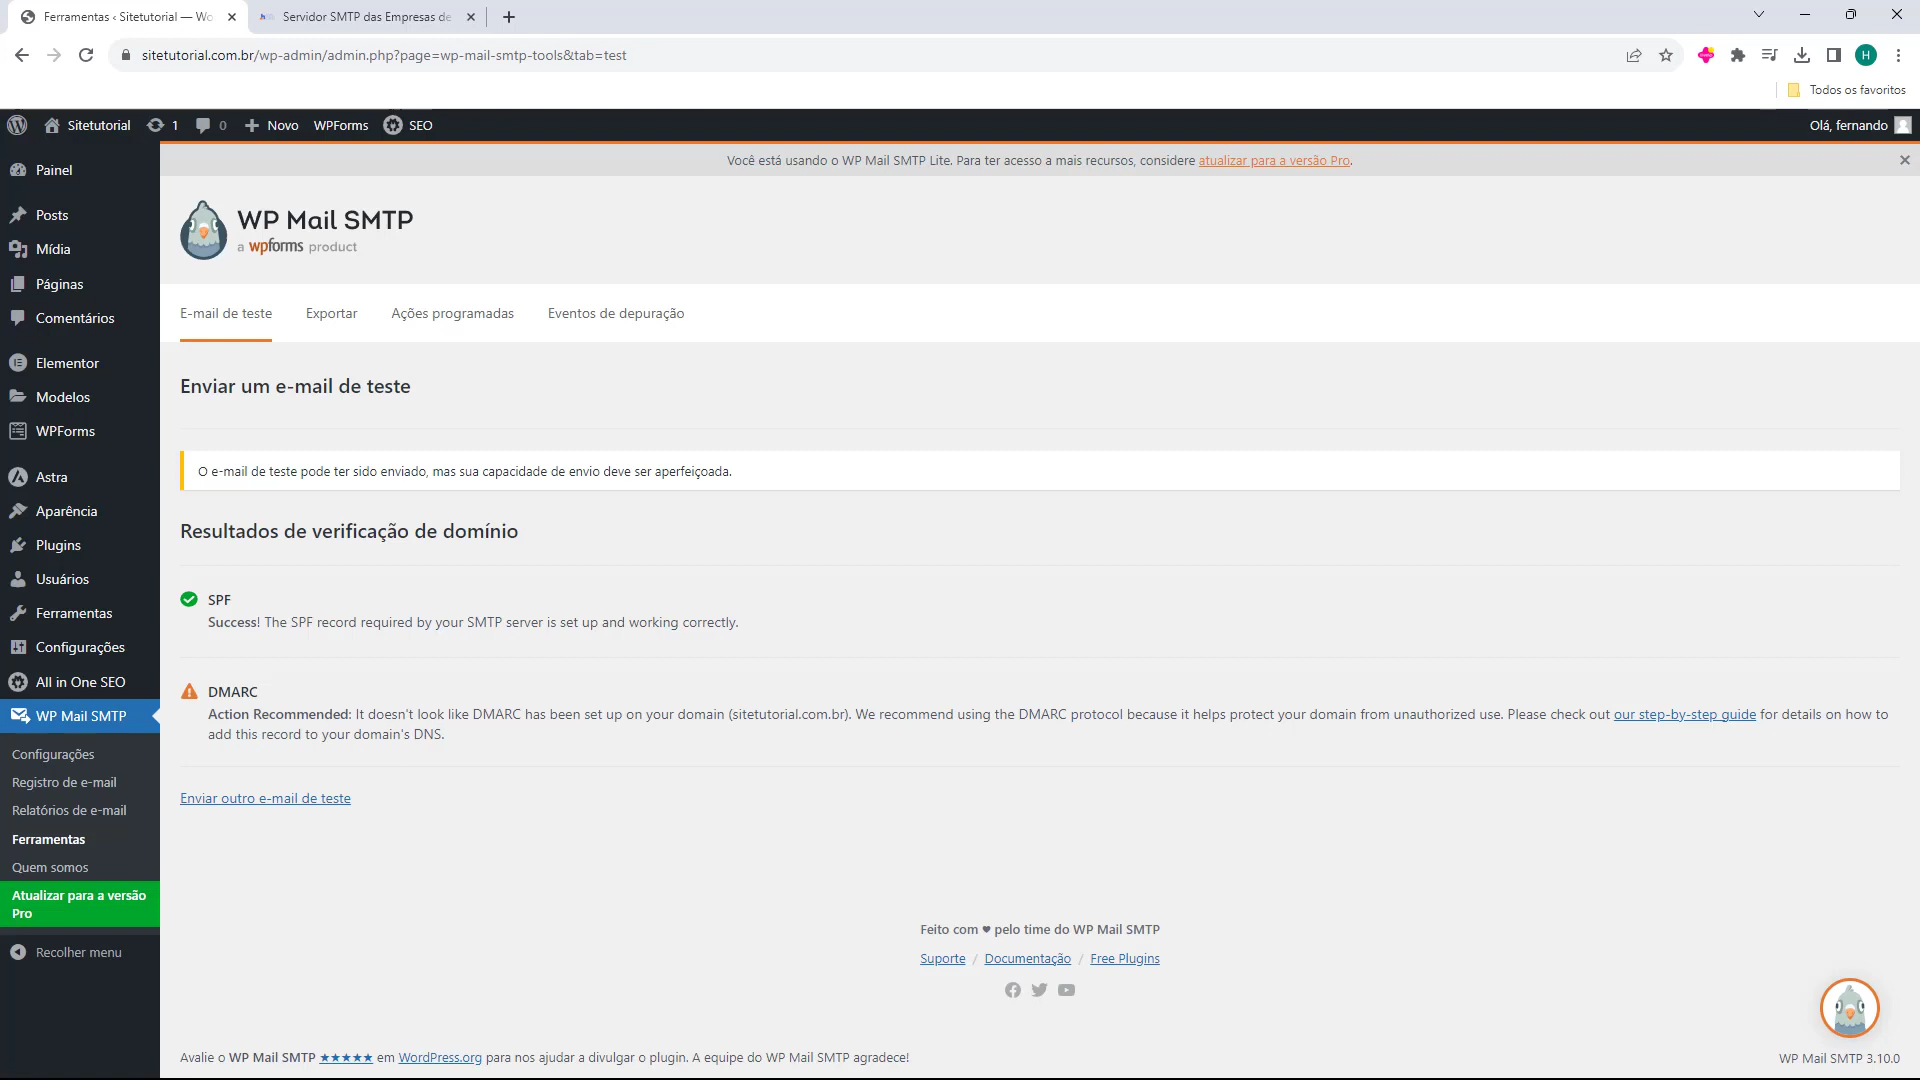 Ferramentas ‹ Sitetutorial — Wo
Servidor SMTP das Empresas de
sitetutorial.com.br/wp-admin/admin.php?page=wp-mail-smtp-tools&tab=test
H
Todos os favoritos
Sitetutorial
1
0
Novo
WPForms
SEO
Olá, fernando
Painel
Posts
Mídia
Páginas
Comentários
Elementor
Modelos
WPForms
Astra
Aparência
Plugins
Usuários
Ferramentas
Configurações
All in One SEO
WP Mail SMTP
Configurações
Registro de e-mail
Relatórios de e-mail
Ferramentas
Quem somos
Atualizar para a versão
Pro
Recolher menu
Você está usando o WP Mail SMTP Lite. Para ter acesso a mais recursos, considere atualizar para a versão Pro.
WP Mail SMTP
a wpforms product
E-mail de teste
Exportar
Ações programadas
Eventos de depuração
Enviar um e-mail de teste
O e-mail de teste pode ter sido enviado, mas sua capacidade de envio deve ser aperfeiçoada.
Resultados de verificação de domínio
SPF
Success! The SPF record required by your SMTP server is set up and working correctly.
DMARC
Action Recommended: It doesn't look like DMARC has been set up on your domain (sitetutorial.com.br). We recommend using the DMARC protocol because it helps protect your domain from unauthorized use. Please check out our step-by-step guide for details on how to
add this record to your domain's DNS.
Enviar outro e-mail de teste
Feito com ♥ pelo time do WP Mail SMTP
Suporte / Documentação / Free Plugins
Avalie o WP Mail SMTP ★★★★★ em WordPress.org para nos ajudar a divulgar o plugin. A equipe do WP Mail SMTP agradece!
WP Mail SMTP 3.10.0